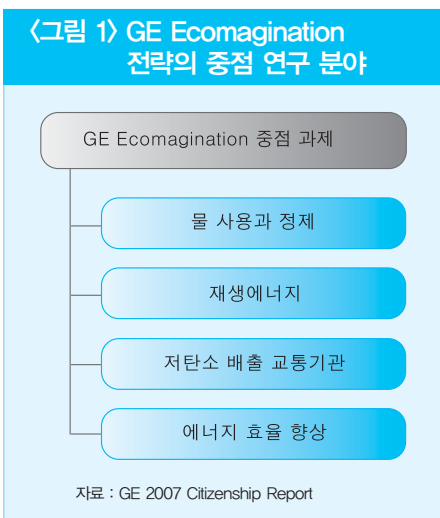 〈그림 1〉 GE Ecomagination
전략의 중점 연구 분야
GE Ecomagination 중점 과제
물 사용과 정제
재생에너지
저탄소 배출 교통기관
에너지 효율 향상
자료 : GE 2007 Citizenship Report